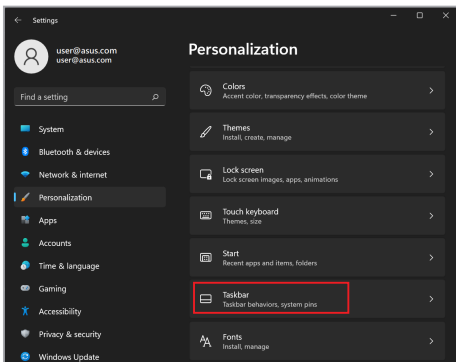 Settings
user@asus.com
user@asus.com
Find a setting
System
Bluetooth & devices
Network & internet
Personalization
Apps
Accounts
Time & language
Gaming
Accessibility
Privacy & security
Windows Update
Personalization
Colors
Accent color, transparency effects, color theme
Themes
Install, create, manage
Lock screen
Lock screen images, apps, animations
Touch keyboard
Themes, size
Start
Recent apps and items, folders
Taskbar
Taskbar behaviors, system pins
Fonts
Install, manage